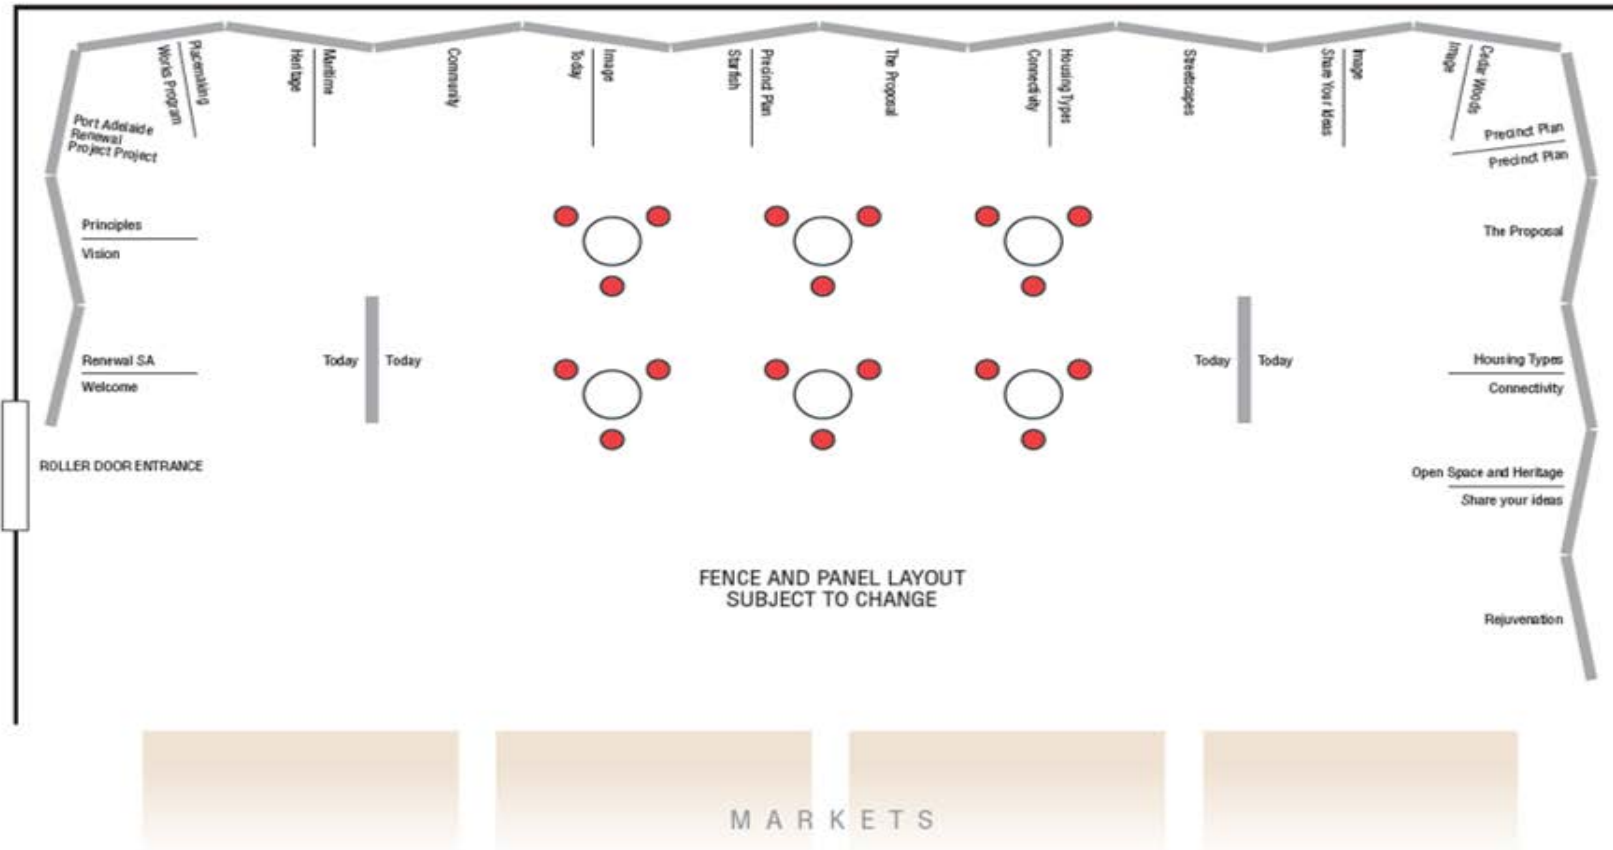 Placemaking
Works Program
Maritime
Heritage
Community
Image
Today
Precinct Plan
Starfish
The Proposal
Housing Types
Connectivity
Streetscapes
Image
Share Your Ideas
Cedar Woods
Image
Port Adelaide
Renewal
Project Project
Precinct Plan
Precinct Plan
Principles
Vision
The Proposal
Renewal SA
Welcome
Today
Today
Today
Today
Housing Types
Connectivity
ROLLER DOOR ENTRANCE
Open Space and Heritage
Share your ideas
FENCE AND PANEL LAYOUT
SUBJECT TO CHANGE
Rejuvenation
MARKETS